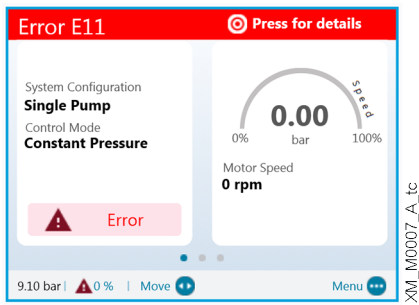 Error E11
Press for details
System Configuration
Single Pump
Control Mode
Constant Pressure
Error
Speed
0.00
0%
bar
100%
Motor Speed
0 rpm
9.10 bar |
0 % |
Move
Menu
XM_M0007_A_tc